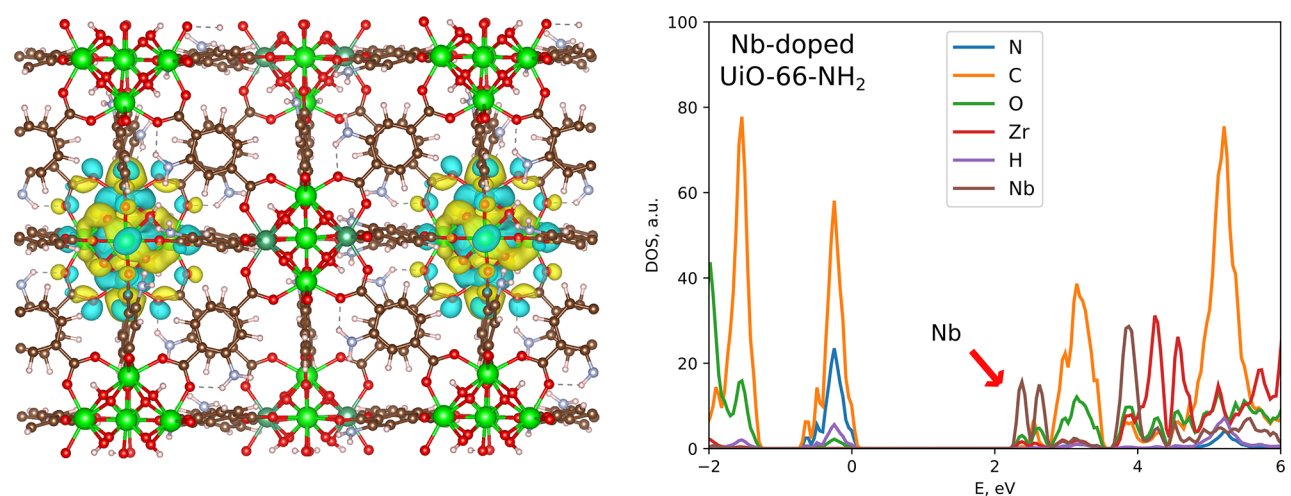 100
80
60
40
20
0
DOS, a.u.
Nb-doped
UiO-66-NH₂
N
C
O
Zr
H
Nb
Nb
−2
0
2
4
6
E, eV